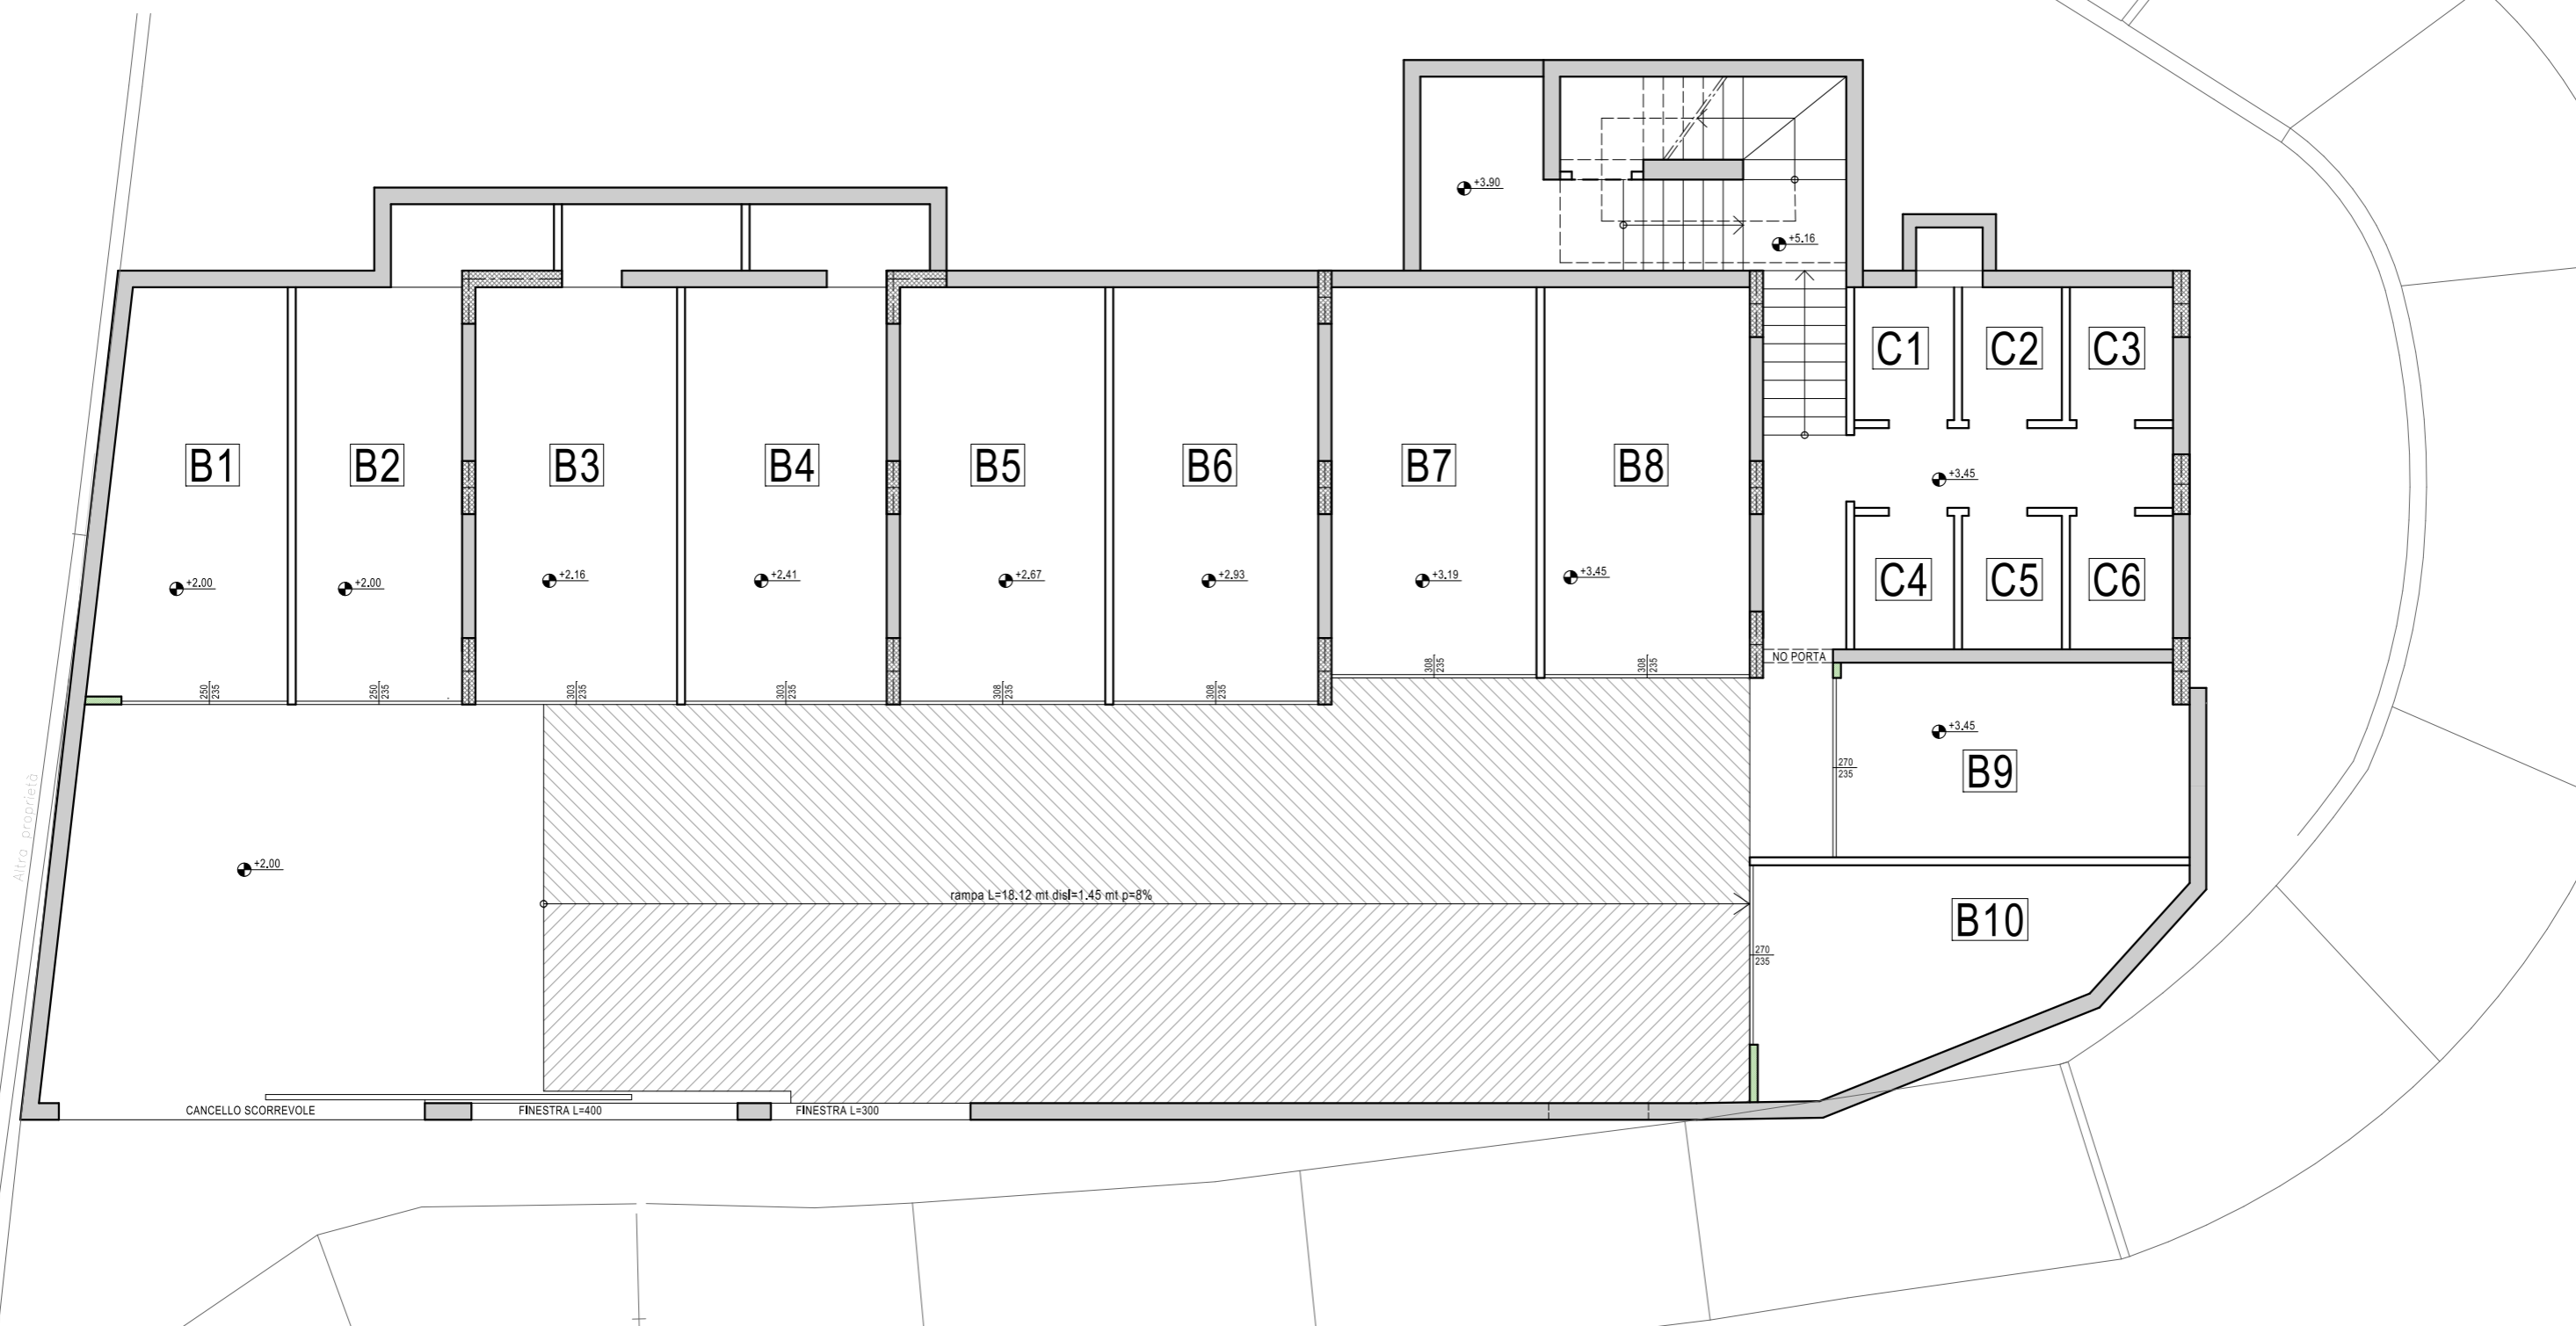 +3.90
+5.16
C1
C2
C3
B1
B2
B3
B4
B5
B6
B7
B8
+3.45
+2.00
+2.00
+2.16
+2.41
+2.67
+2.93
+3.19
+3.45
C4
C5
C6
NO PORTA
250
235
250
235
303
235
303
235
308
235
308
235
308
235
308
235
+3.45
270
235
B9
Altra proprietà
+2.00
rampa L=18.12 mt disl=1.45 mt p=8%
B10
270
235
CANCELLO SCORREVOLE
FINESTRA L=400
FINESTRA L=300